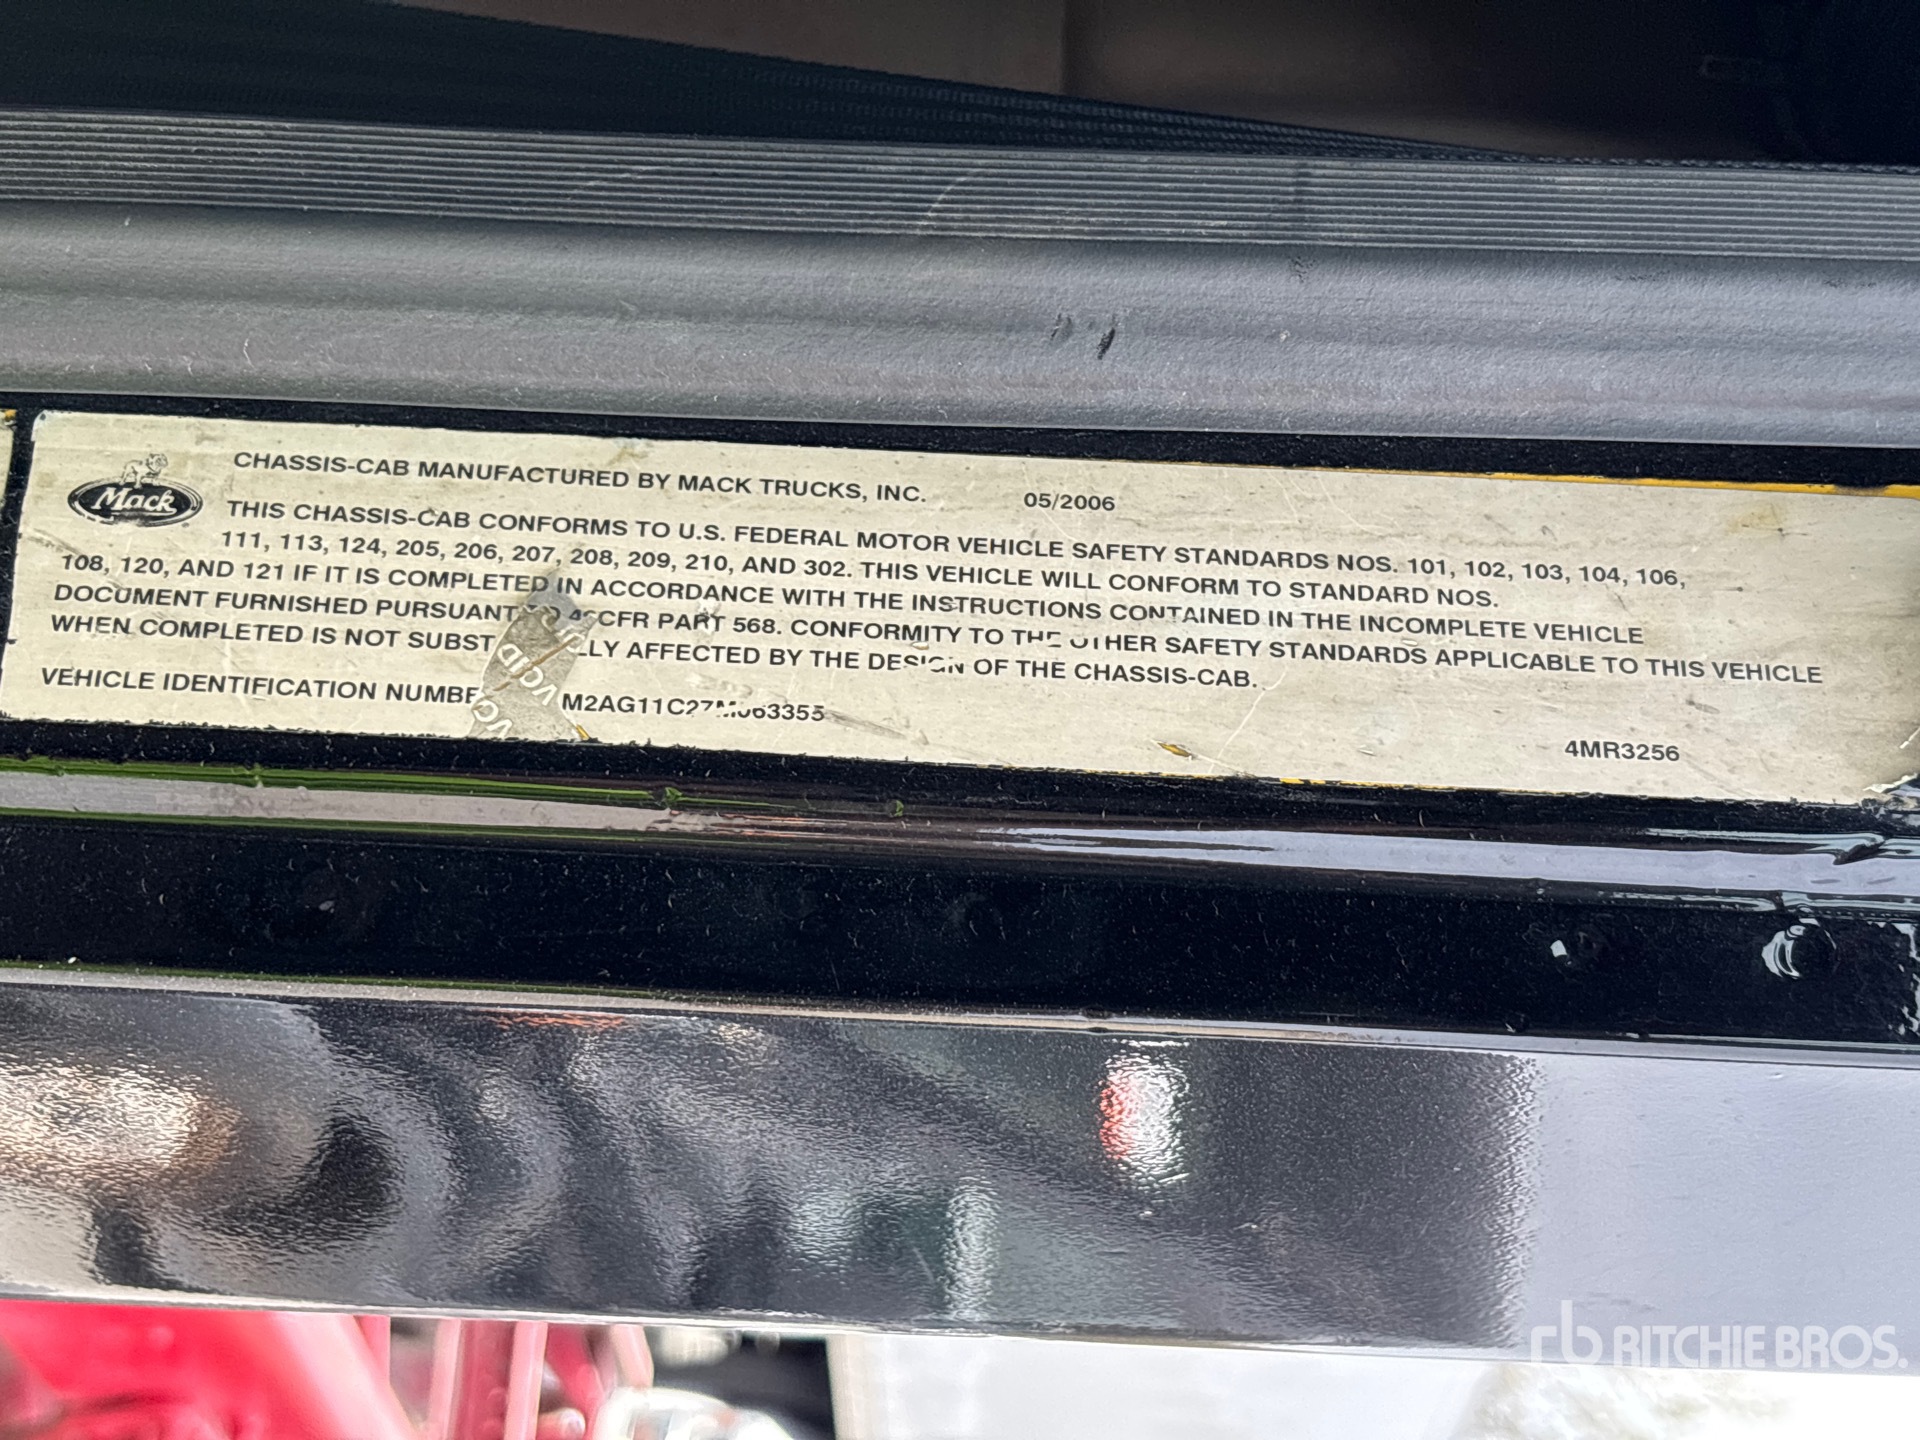 Mack
CHASSIS-CAB MANUFACTURED BY MACK TRUCKS, INC. 05/2006
THIS CHASSIS-CAB CONFORMS TO U.S. FEDERAL MOTOR VEHICLE SAFETY STANDARDS NOS. 101, 102, 103, 104, 106,
111, 113, 124, 205, 206, 207, 208, 209, 210, AND 302. THIS VEHICLE WILL CONFORM TO STANDARD NOS.
108, 120, AND 121 IF IT IS COMPLETED IN ACCORDANCE WITH THE INSTRUCTIONS CONTAINED IN THE INCOMPLETE VEHICLE
DOCUMENT FURNISHED PURSUANT CFR PART 568. CONFORMITY TO THE OTHER SAFETY STANDARDS APPLICABLE TO THIS VEHICLE
WHEN COMPLETED IS NOT SUBST LLY AFFECTED BY THE DESIGN OF THE CHASSIS-CAB.
VEHICLE IDENTIFICATION NUMBE M2AG11C27M063355
4MR3256
VOID
rb RITCHIE BROS.